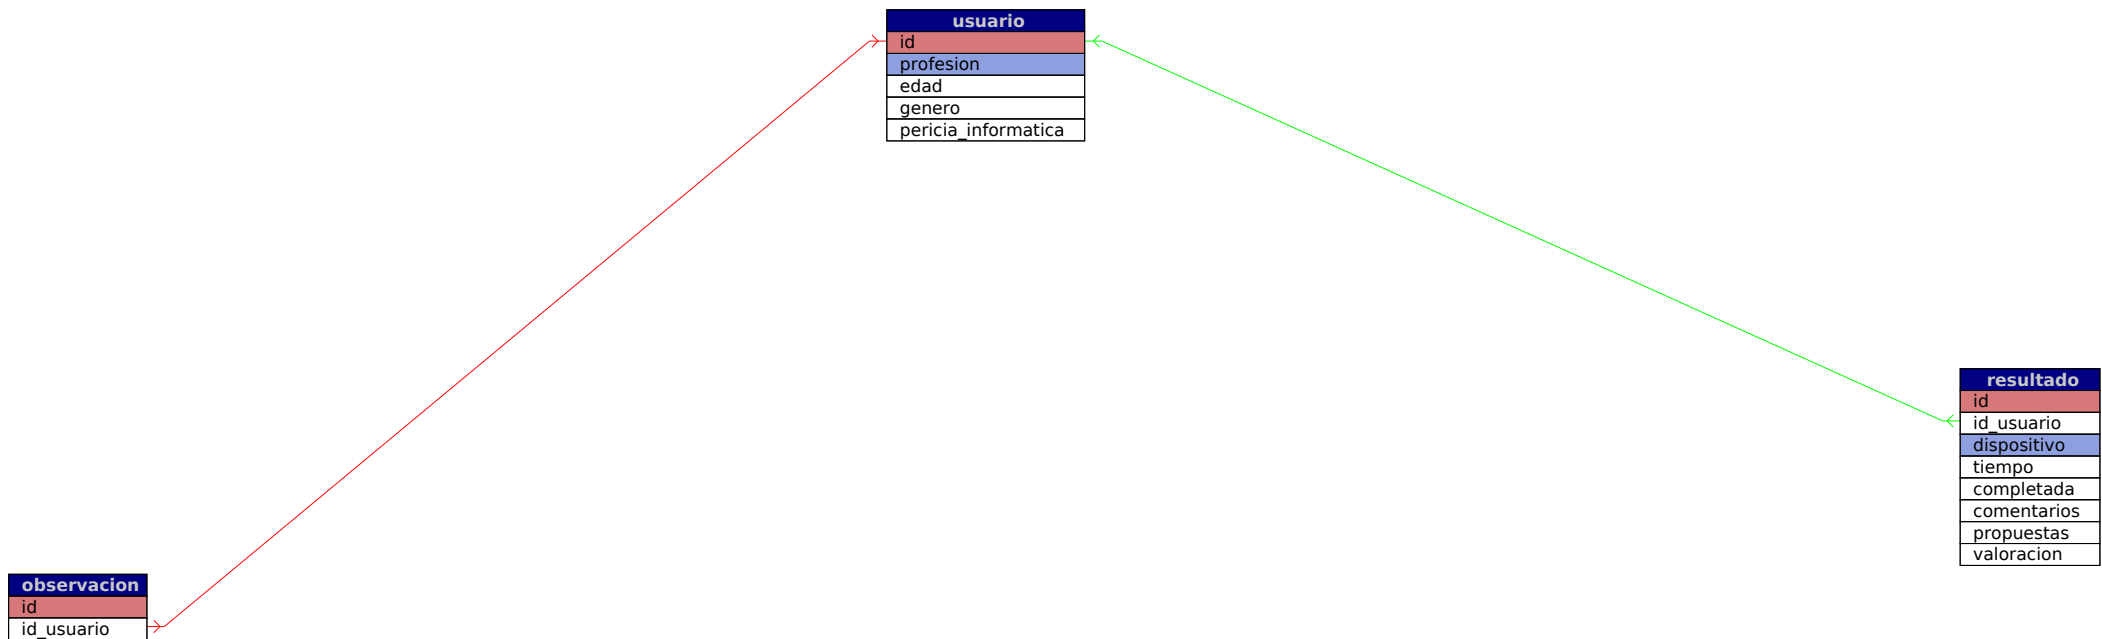 usuario
id
profesion
edad
genero
pericia_informatica
resultado
id
id_usuario
dispositivo
tiempo
completada
comentarios
propuestas
valoracion
observacion
id
id_usuario